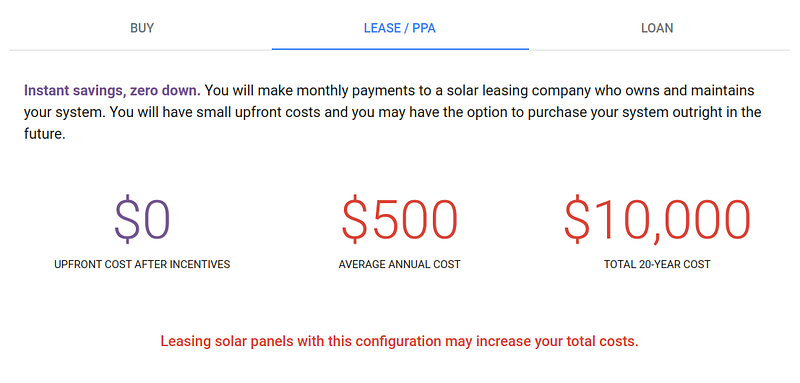 BUY LEASE / PPA LOAN
Instant savings, zero down. You will make monthly payments to a solar leasing company who owns and maintains
your system. You will have small upfront costs and you may have the option to purchase your system outright in the
future.
$0 $500 $10,000
UPFRONT COST AFTER INCENTIVES AVERAGE ANNUAL COST TOTAL 20-YEAR COST
Leasing solar panels with this configuration may increase your total costs.